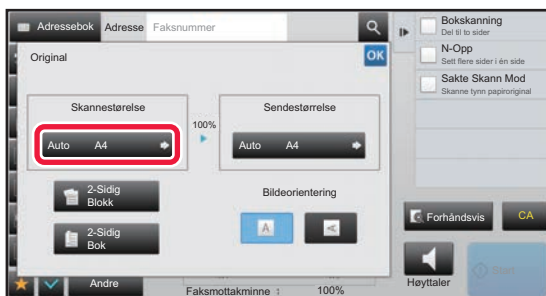 Adressebok Adresse Faksnummer
Original
OK
Skannestørelse
100%
Sendestørrelse
Auto A4
Auto A4
2-Sidig
Blokk
2-Sidig
Bok
Bildeorientering
A
A
Andre
Faksmottakminne : 100%
Bokskanning
Del til to sider
N-Opp
Sett flere sider i én side
Sakte Skann Mod
Skanne tynn papiroriginal
Forhåndsvis
CA
Høyttaler
Start